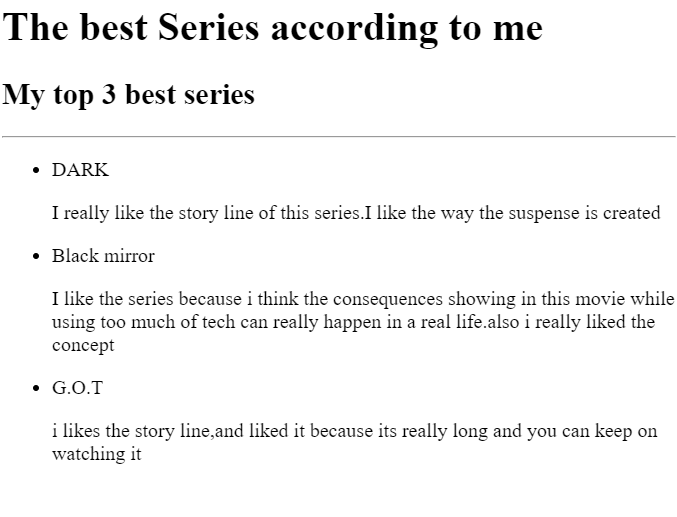 The best Series according to me
My top 3 best series
DARK
I really like the story line of this series.I like the way the suspense is created
Black mirror
I like the series because i think the consequences showing in this movie while
using too much of tech can really happen in a real life.also i really liked the
concept
G.O.T
i likes the story line,and liked it because its really long and you can keep on
watching it